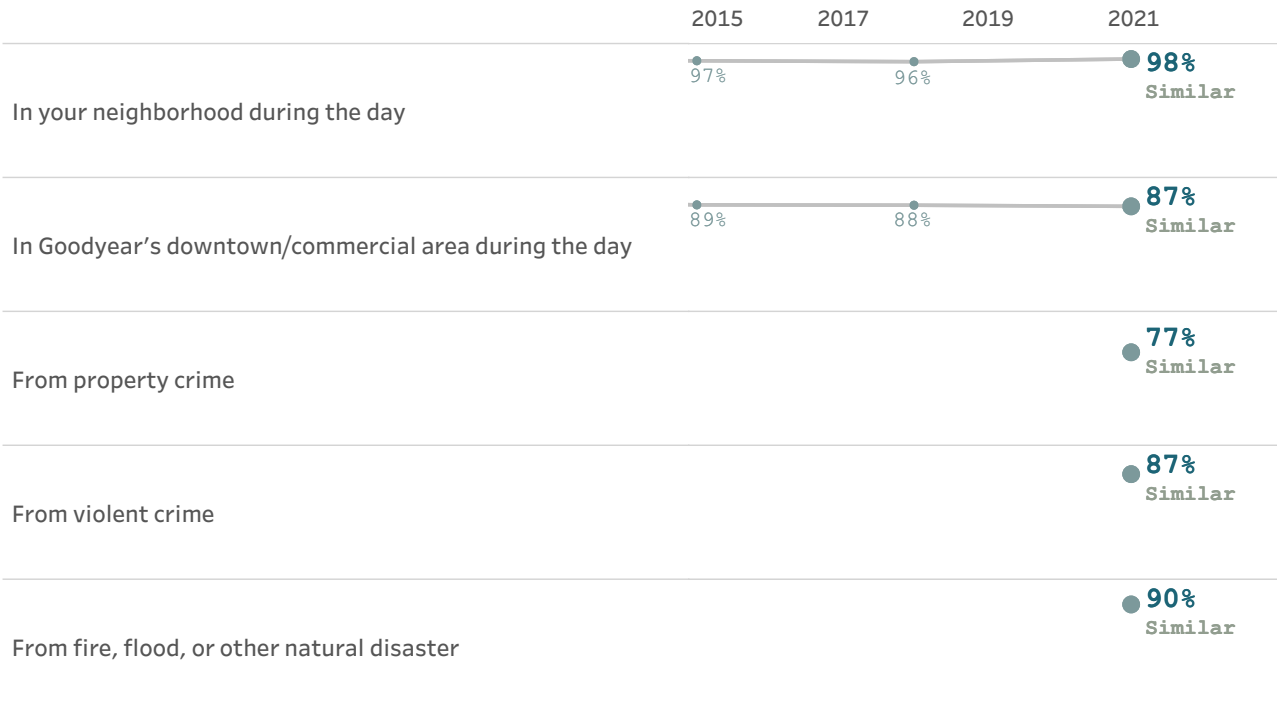 2015 2017 2019 2021
98%
97% 96%
Similar
In your neighborhood during the day
87%
89% 88%
Similar
In Goodyear’s downtown/commercial area during the day
77%
Similar
From property crime
87%
Similar
From violent crime
90%
Similar
From fire, flood, or other natural disaster